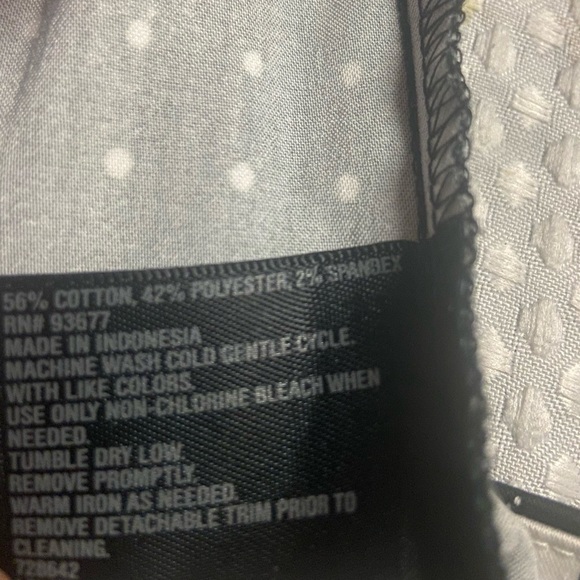 56% COTTON, 42% POLYESTER, 2% SPANDEX
RN# 93677
MADE IN INDONESIA
MACHINE WASH COLD GENTLE CYCLE.
WITH LIKE COLORS.
USE ONLY NON-CHLORINE BLEACH WHEN
NEEDED.
TUMBLE DRY LOW.
REMOVE PROMPTLY.
WARM IRON AS NEEDED.
REMOVE DETACHABLE TRIM PRIOR TO
CLEANING.
728642